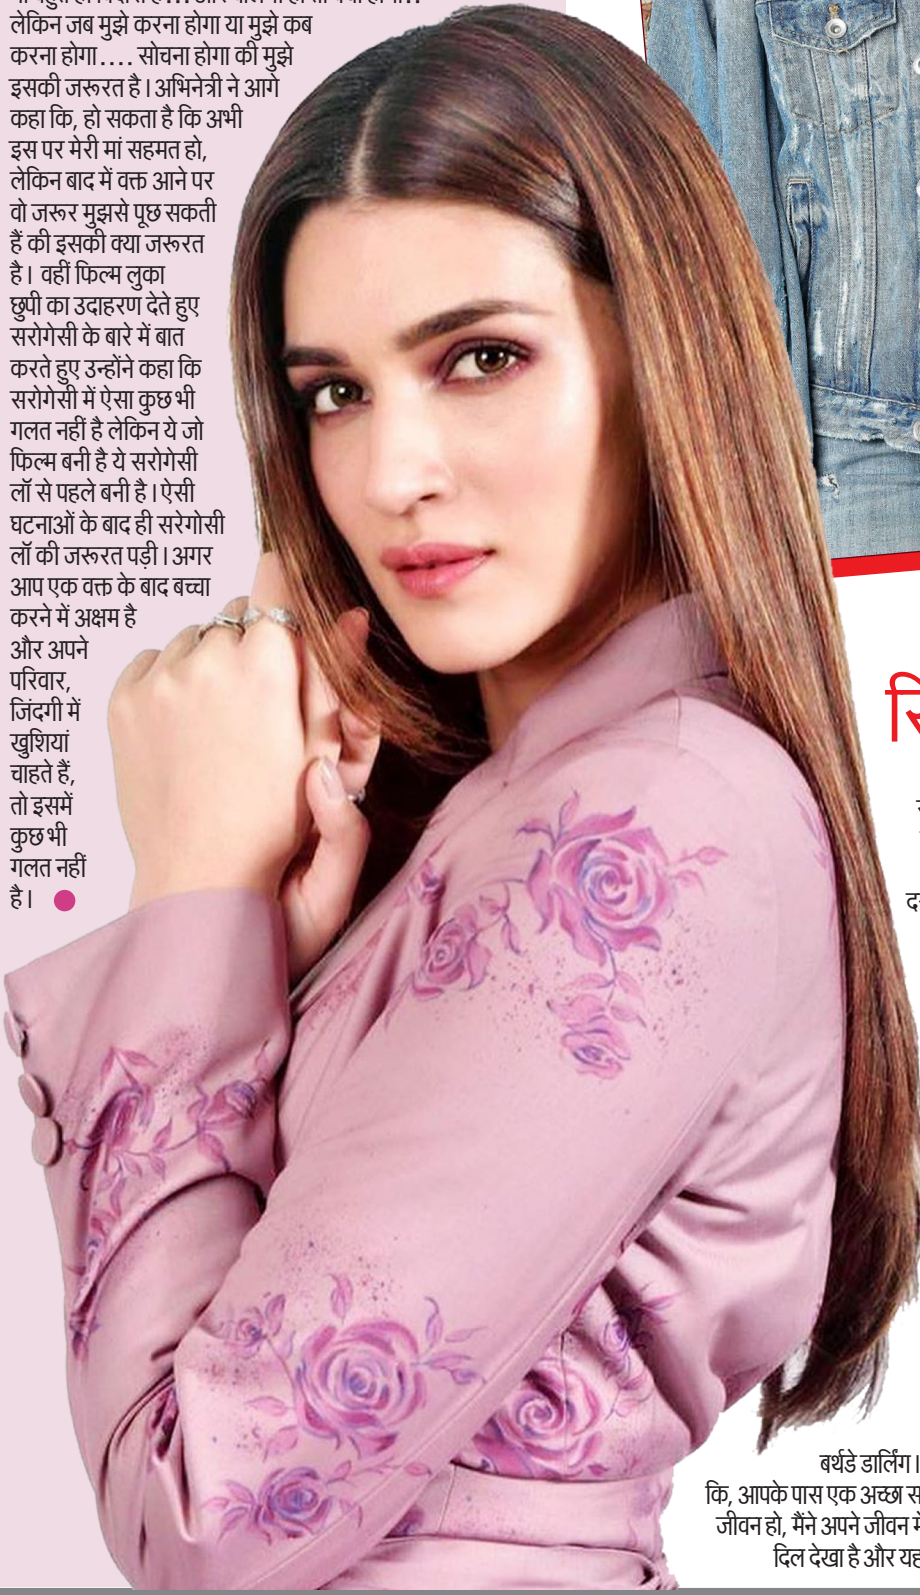 लेकिन जब मुझे करना होगा या मुझे कब
करना होगा.... सोचना होगा की मुझे
इसकी जरूरत है। अभिनेत्री ने आगे
कहा कि, हो सकता है कि अभी
इस पर मेरी मां सहमत हो,
लेकिन बाद में वक्त आने पर
वो जरूर मुझसे पूछ सकती
हैं की इसकी क्या जरूरत
है। वहीं फिल्म लुका
छुपी का उदाहरण देते हुए
सरोगेसी के बारे में बात
करते हुए उन्होंने कहा कि
सरोगेसी में ऐसा कुछ भी
गलत नहीं है लेकिन ये जो
फिल्म बनी है ये सरोगेसी
लॉ से पहले बनी है। ऐसी
घटनाओं के बाद ही सरेगोसी
लॉ की जरूरत पड़ी। अगर
आप एक वक्त के बाद बच्चा
करने में अक्षम है
और अपने
परिवार,
जिंदगी में
खुशियां
चाहते हैं,
तो इसमें
कुछ भी
गलत नहीं
है।
बर्थडे डार्लिंग।
कि, आपके पास एक अच्छा
जीवन हो, मैंने अपने जीवन
दिल देखा है और